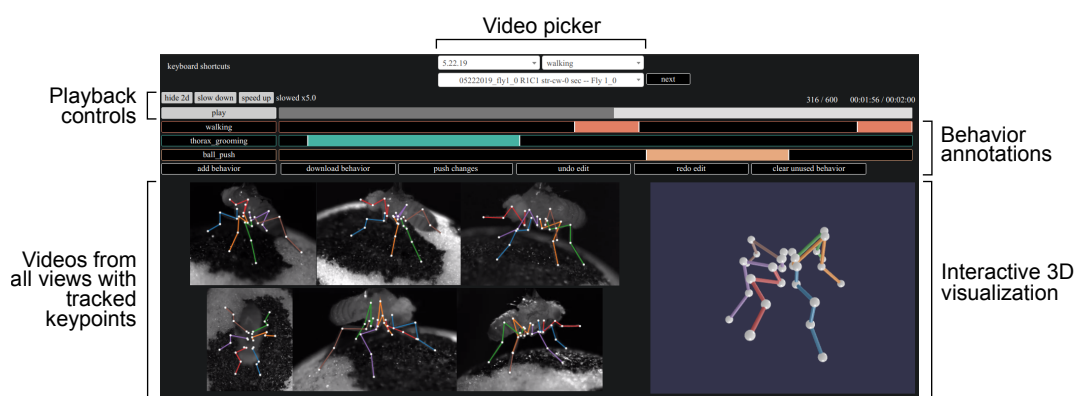 Video picker
keyboard shortcuts
5.22.19 walking
05222019_fly1_0 R1C1 str-cw-0 sec -- Fly 1_0 next
Playback
controls
hide 2d slow down speed up slowed x5.0 316 / 600 00:01:56 / 00:02:00
play
walking
thorax_grooming
ball_push
add behavior download behavior push changes undo edit redo edit clear unused behavior
Behavior
annotations
Videos from
all views with
tracked
keypoints
Interactive 3D
visualization